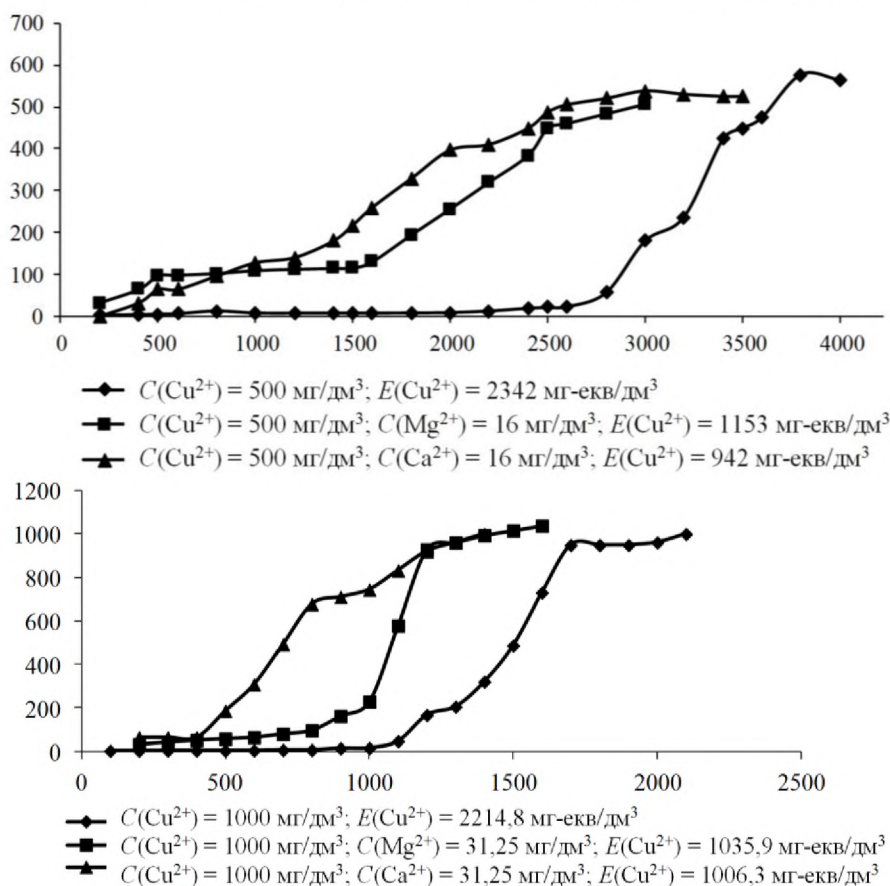 700
600
500
400
300
200
100
0
0 500 1000 1500 2000 2500 3000 3500 4000
C(Cu²⁺) = 500 мг/дм³; E(Cu²⁺) = 2342 мг-екв/дм³
C(Cu²⁺) = 500 мг/дм³; C(Mg²⁺) = 16 мг/дм³; E(Cu²⁺) = 1153 мг-екв/дм³
C(Cu²⁺) = 500 мг/дм³; C(Ca²⁺) = 16 мг/дм³; E(Cu²⁺) = 942 мг-екв/дм³
1200
1000
800
600
400
200
0
0 500 1000 1500 2000 2500
C(Cu²⁺) = 1000 мг/дм³; E(Cu²⁺) = 2214,8 мг-екв/дм³
C(Cu²⁺) = 1000 мг/дм³; C(Mg²⁺) = 31,25 мг/дм³; E(Cu²⁺) = 1035,9 мг-екв/дм³
C(Cu²⁺) = 1000 мг/дм³; C(Ca²⁺) = 31,25 мг/дм³; E(Cu²⁺) = 1006,3 мг-екв/дм³